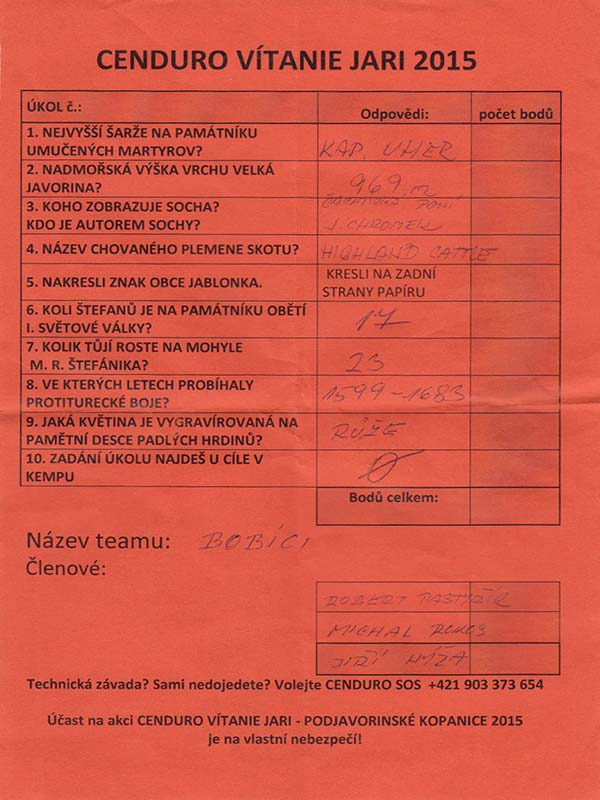 CENDURO VÍTANIE JARI 2015
ÚKOL č.: Odpovědi: počet bodů
1. NEJVYŠŠÍ ŠARŽE NA PAMÁTNÍKU
UMUČENÝCH MARTYROV? KAP. UHER
2. NADMOŘSKÁ VÝŠKA VRCHU VELKÁ
JAVORINA? 969 m
3. KOHO ZOBRAZUJE SOCHA? PANÍ
KDO JE AUTOREM SOCHY? J. CHROMEK
4. NÁZEV CHOVANÉHO PLEMENE SKOTU? HIGHLAND CATTLE
5. NAKRESLI ZNAK OBCE JABLONKA. KRESLI NA ZADNÍ
STRANY PAPÍRU
6. KOLI ŠTEFANŮ JE NA PAMÁTNÍKU OBĚTÍ
I. SVĚTOVÉ VÁLKY? 17
7. KOLIK TŮJÍ ROSTE NA MOHYLE
M. R. ŠTEFÁNIKA? 23
8. VE KTERÝCH LETECH PROBÍHALY
PROTITURECKÉ BOJE? 1599-1683
9. JAKÁ KVĚTINA JE VYGRAVÍROVANÁ NA
PAMĚTNÍ DESCE PADLÝCH HRDINŮ? RŮŽE
10. ZADÁNÍ ÚKOLU NAJDEŠ U CÍLE V
KEMPU
Bodů celkem:
Název teamu: BOBÍCI
Členové:
ROBERT
MICHAL ROKOS
JIŘÍ
Technická závada? Sami nedojedete? Volejte CENDURO SOS +421 903 373 654
Účast na akci CENDURO VÍTANIE JARI - PODJAVORINSKÉ KOPANICE 2015
je na vlastní nebezpečí!